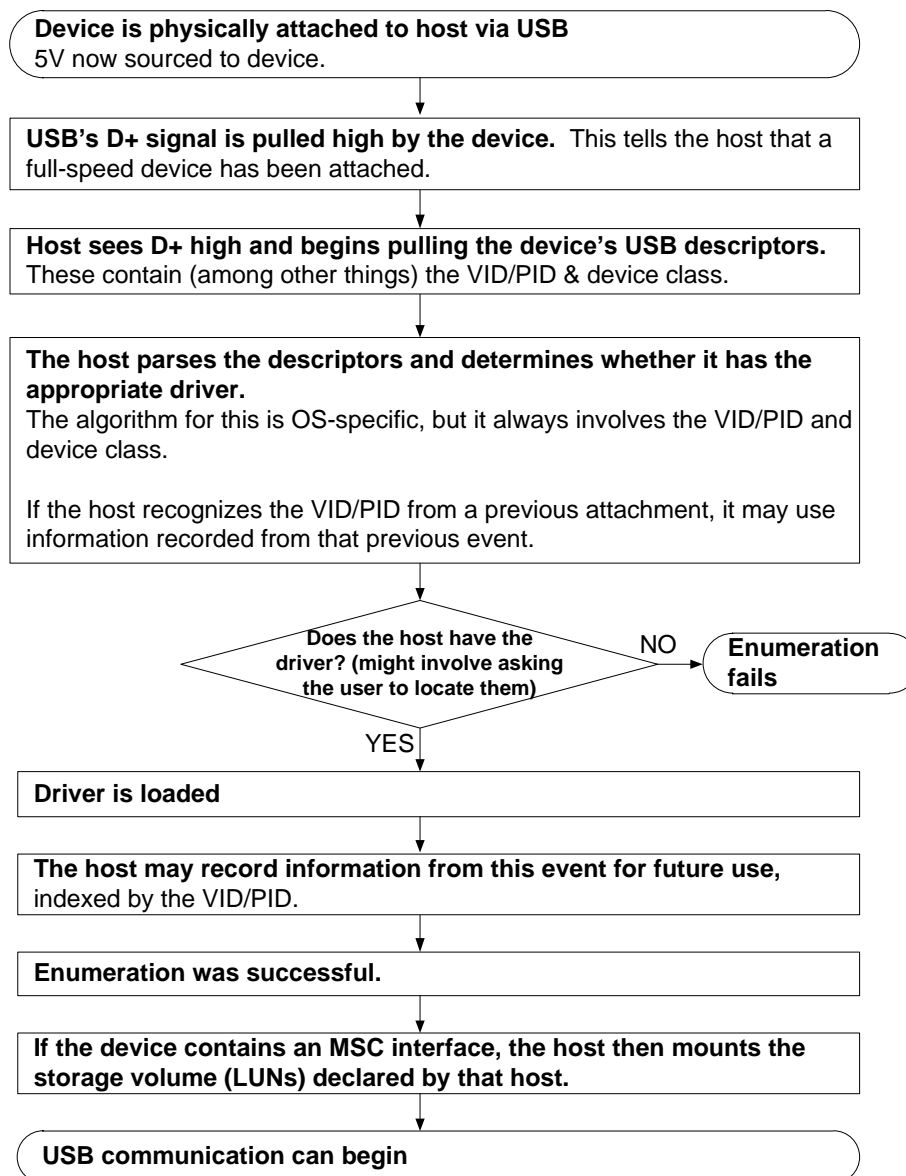 Device is physically attached to host via USB
5V now sourced to device.
USB's D+ signal is pulled high by the device. This tells the host that a
full-speed device has been attached.
Host sees D+ high and begins pulling the device's USB descriptors.
These contain (among other things) the VID/PID & device class.
The host parses the descriptors and determines whether it has the
appropriate driver.
The algorithm for this is OS-specific, but it always involves the VID/PID and
device class.
If the host recognizes the VID/PID from a previous attachment, it may use
information recorded from that previous event.
Does the host have the
driver? (might involve asking
the user to locate them)
NO
Enumeration
fails
YES
Driver is loaded
The host may record information from this event for future use,
indexed by the VID/PID.
Enumeration was successful.
If the device contains an MSC interface, the host then mounts the
storage volume (LUNs) declared by that host.
USB communication can begin